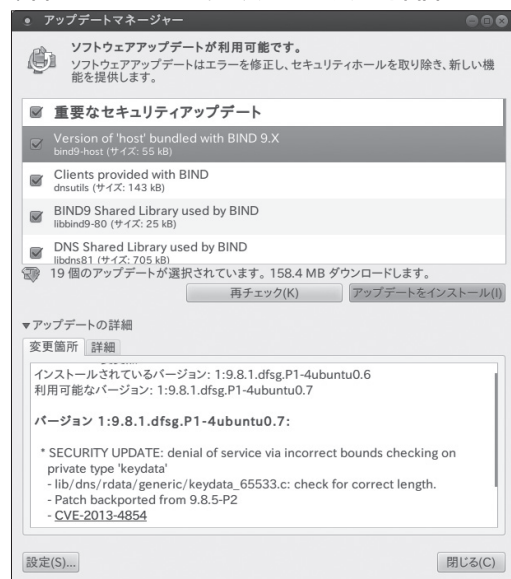 アップデートマネージャー
ソフトウェアアップデートが利用可能です。
ソフトウェアアップデートはエラーを修正し、セキュリティホールを取り除き、新しい機
能を提供します。
重要なセキュリティアップデート
Version of 'host' bundled with BIND 9.X
bind9-host (サイズ: 55 kB)
Clients provided with BIND
dnsutils (サイズ: 143 kB)
BIND9 Shared Library used by BIND
libbind9-80 (サイズ: 25 kB)
DNS Shared Library used by BIND
libdns81 (サイズ: 705 kB)
19 個のアップデートが選択されています。158.4 MB ダウンロードします。
再チェック(K)
アップデートをインストール(I)
▼アップデートの詳細
変更箇所 詳細
インストールされているバージョン: 1:9.8.1.dfsg.P1-4ubuntu0.6
利用可能なバージョン: 1:9.8.1.dfsg.P1-4ubuntu0.7
バージョン 1:9.8.1.dfsg.P1-4ubuntu0.7:
* SECURITY UPDATE: denial of service via incorrect bounds checking on
private type 'keydata'
- lib/dns/rdata/generic/keydata_65533.c: check for correct length.
- Patch backported from 9.8.5-P2
- CVE-2013-4854
設定(S)...
閉じる(C)